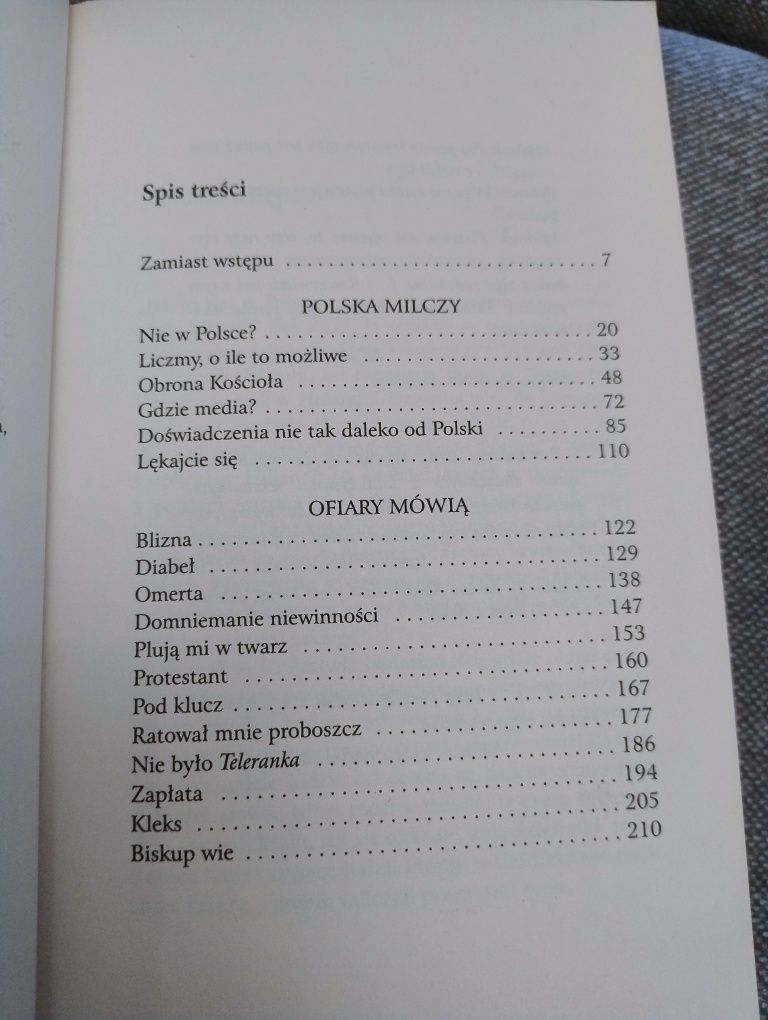 Spis treści
Zamiast wstępu . . . . . . . . . . . . . . . . . . . . . . . . . . . . . 7
POLSKA MILCZY
Nie w Polsce? . . . . . . . . . . . . . . . . . . . . . . . . . . . . . 20
Liczmy, o ile to możliwe . . . . . . . . . . . . . . . . . . . . . 33
Obrona Kościoła . . . . . . . . . . . . . . . . . . . . . . . . . . . 48
Gdzie media? . . . . . . . . . . . . . . . . . . . . . . . . . . . . . 72
Doświadczenia nie tak daleko od Polski . . . . . . . . . 85
Lękajcie się . . . . . . . . . . . . . . . . . . . . . . . . . . . . . . 110
OFIARY MÓWIĄ
Blizna . . . . . . . . . . . . . . . . . . . . . . . . . . . . . . . . . . 122
Diabeł . . . . . . . . . . . . . . . . . . . . . . . . . . . . . . . . . 129
Omerta . . . . . . . . . . . . . . . . . . . . . . . . . . . . . . . . 138
Domniemanie niewinności . . . . . . . . . . . . . . . . . . 147
Plują mi w twarz . . . . . . . . . . . . . . . . . . . . . . . . . . 153
Protestant . . . . . . . . . . . . . . . . . . . . . . . . . . . . . . 160
Pod klucz . . . . . . . . . . . . . . . . . . . . . . . . . . . . . . . 167
Ratował mnie proboszcz . . . . . . . . . . . . . . . . . . . . 177
Nie było Teleranka . . . . . . . . . . . . . . . . . . . . . . . . 186
Zapłata . . . . . . . . . . . . . . . . . . . . . . . . . . . . . . . . 194
Kleks . . . . . . . . . . . . . . . . . . . . . . . . . . . . . . . . . . 205
Biskup wie . . . . . . . . . . . . . . . . . . . . . . . . . . . . . . 210